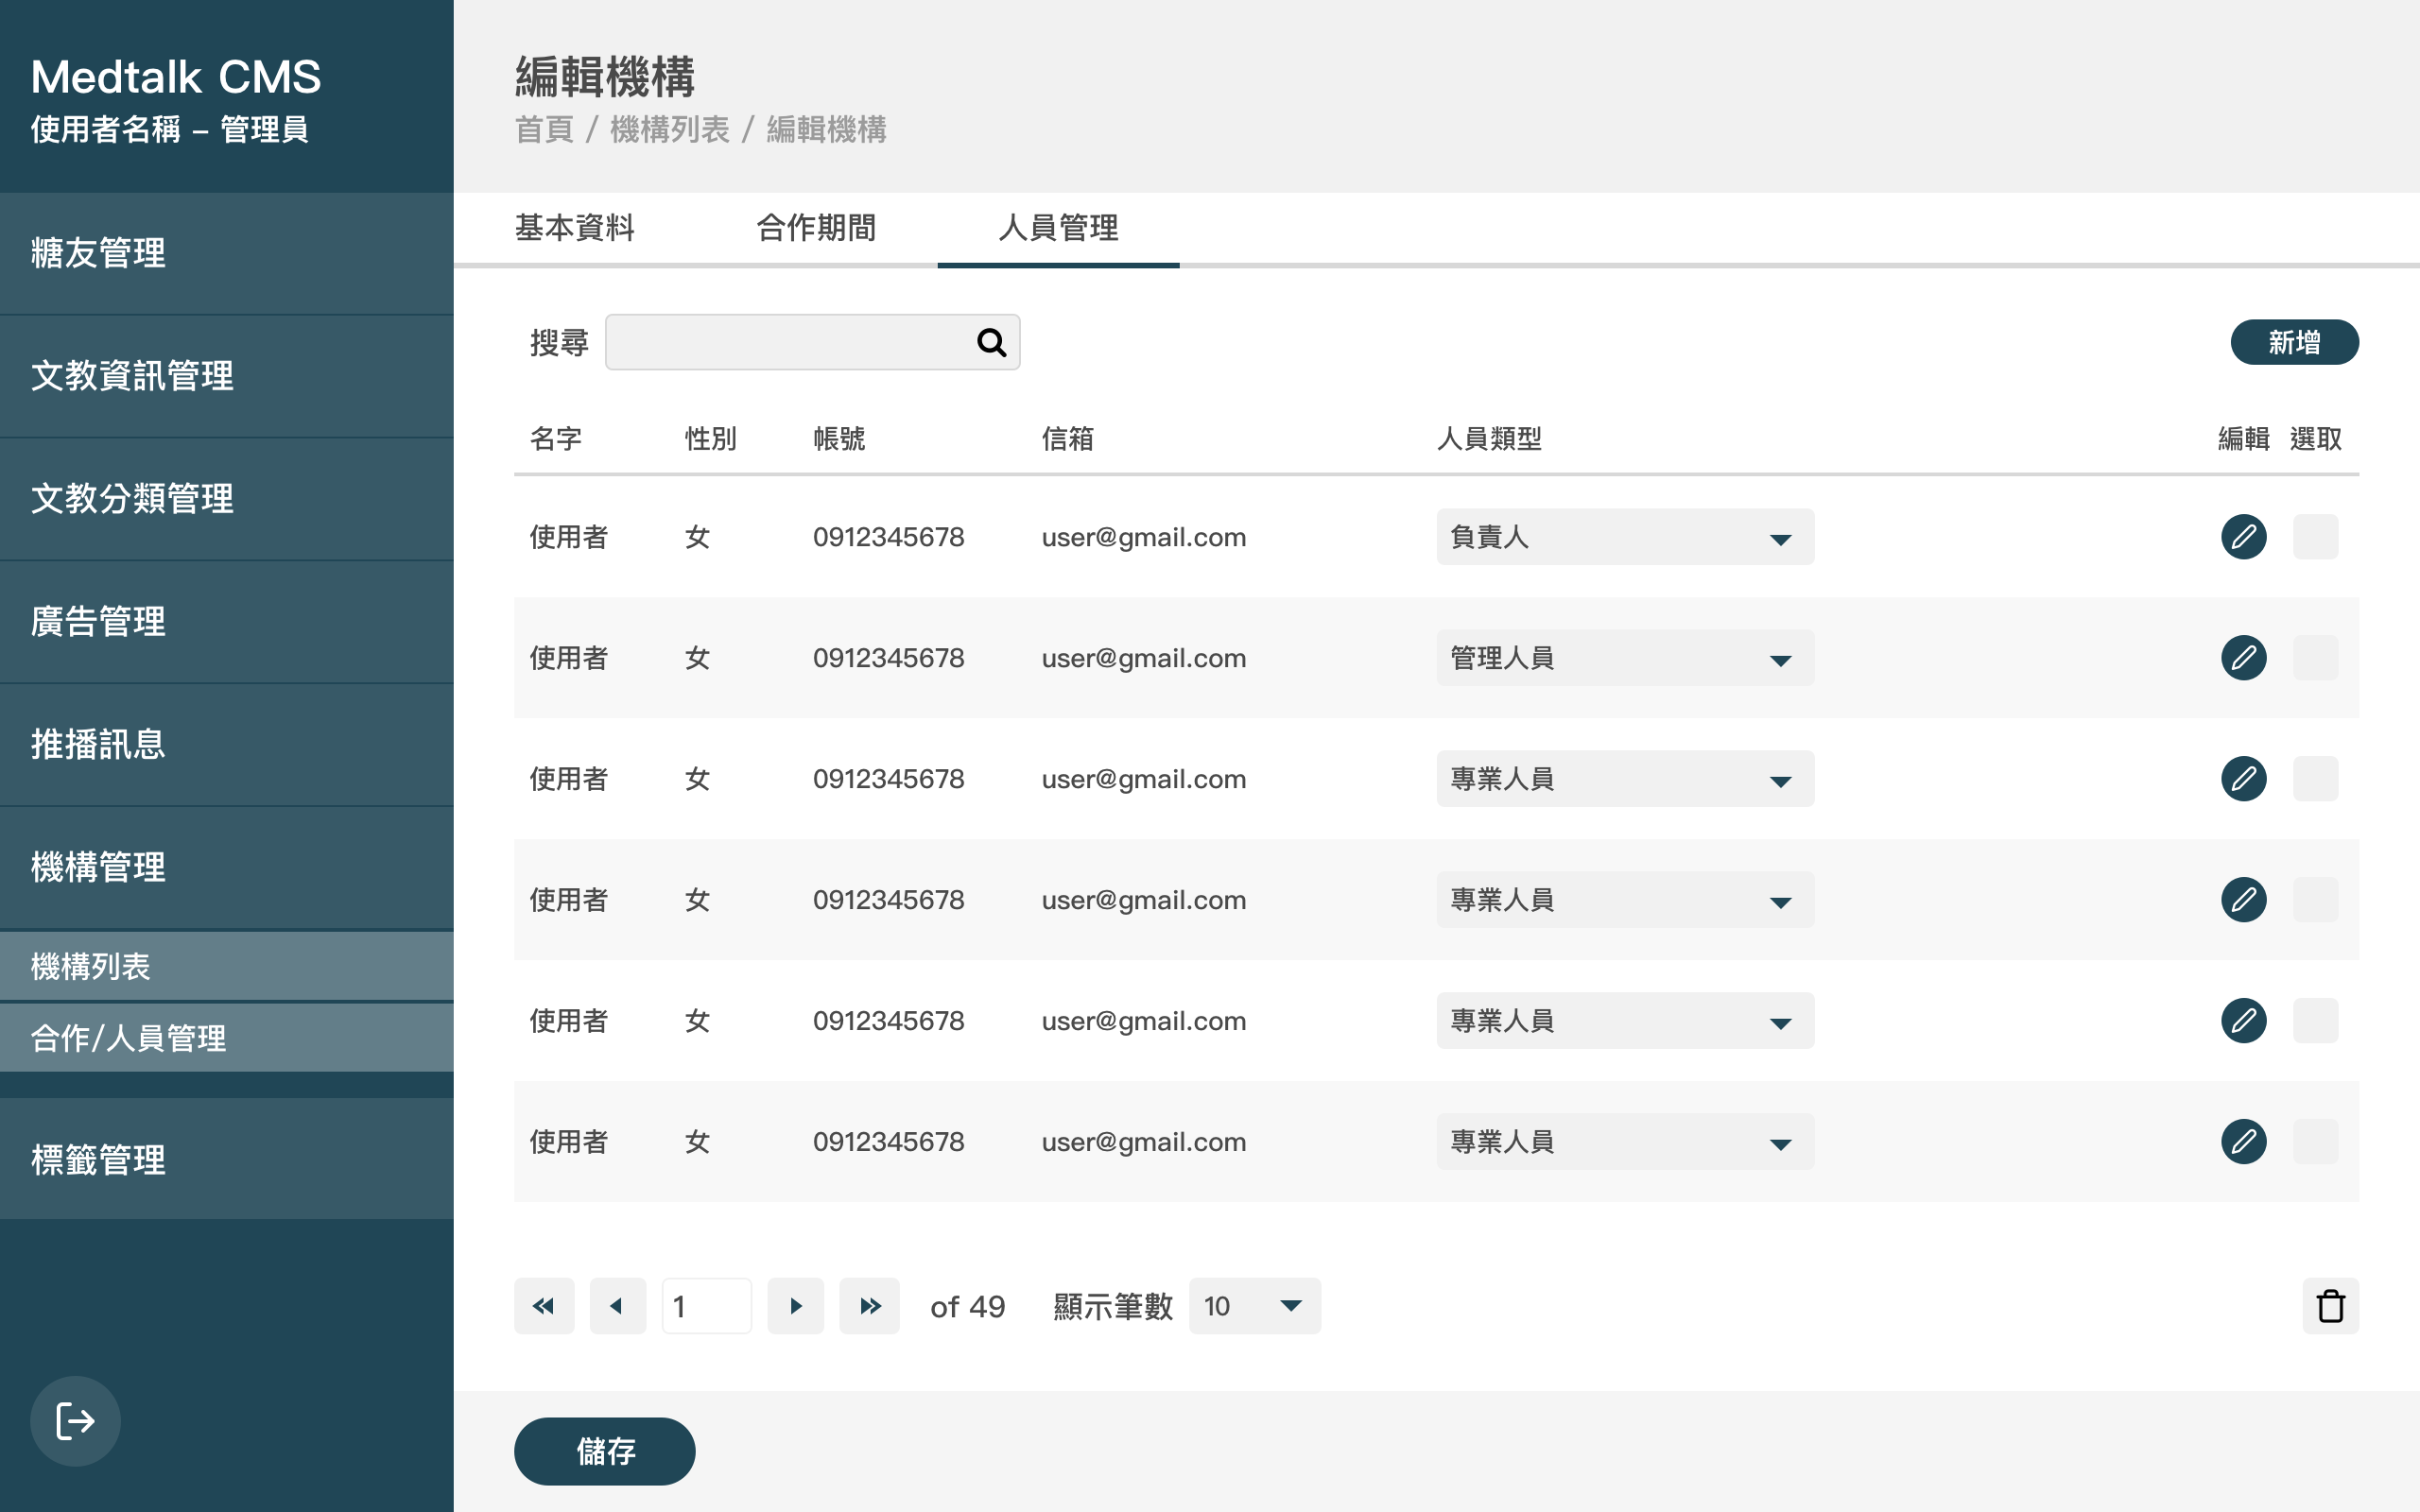 Medtalk CMS
使用者名稱 – 管理員
糖友管理
文教資訊管理
文教分類管理
廣告管理
推播訊息
機構管理
機構列表
合作/人員管理
標籤管理
編輯機構
首頁 / 機構列表 / 編輯機構
基本資料 合作期間 人員管理
搜尋 新增
名字 性別 帳號 信箱 人員類型 編輯 選取
使用者 女 0912345678 user@gmail.com 負責人
使用者 女 0912345678 user@gmail.com 管理人員
使用者 女 0912345678 user@gmail.com 專業人員
使用者 女 0912345678 user@gmail.com 專業人員
使用者 女 0912345678 user@gmail.com 專業人員
使用者 女 0912345678 user@gmail.com 專業人員
1 of 49 顯示筆數 10
儲存